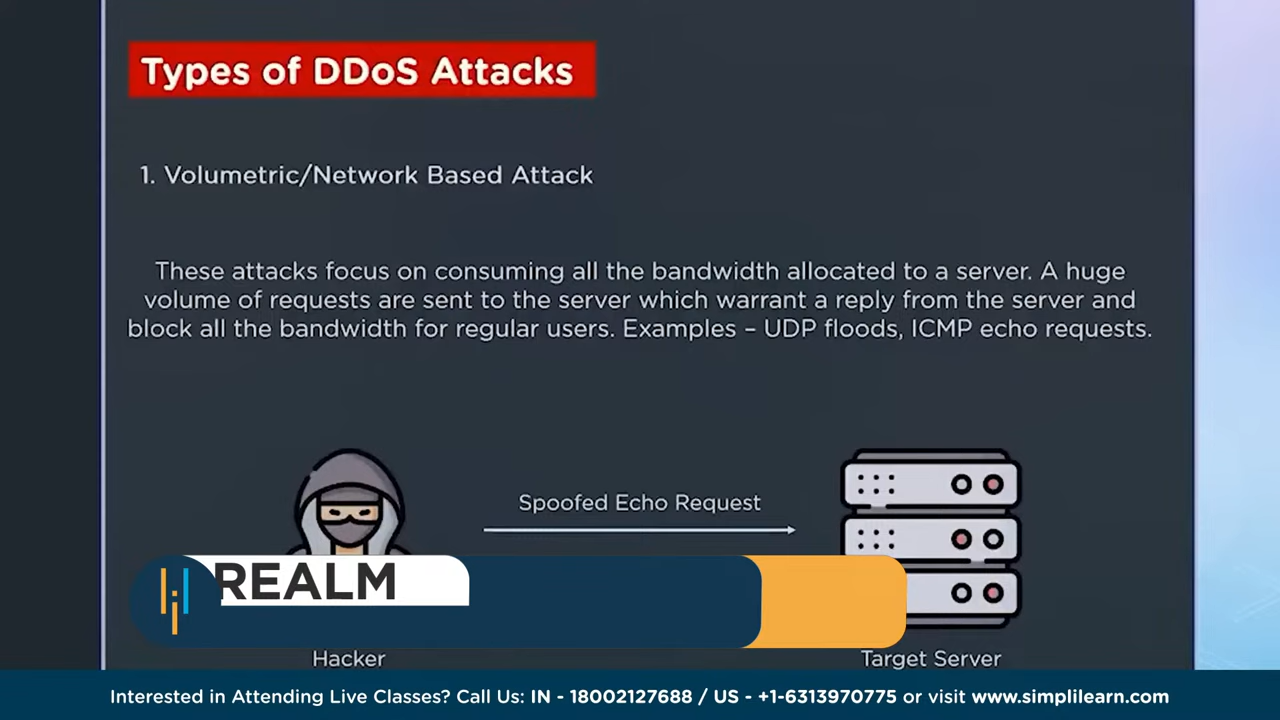 Types of DDoS Attacks
1. Volumetric/Network Based Attack
These attacks focus on consuming all the bandwidth allocated to a server. A huge
volume of requests are sent to the server which warrant a reply from the server and
block all the bandwidth for regular users. Examples – UDP floods, ICMP echo requests.
Spoofed Echo Request
REALM
Hacker
Target Server
Interested in Attending Live Classes? Call Us: IN - 18002127688 / US - +1-6313970775 or visit www.simplilearn.com